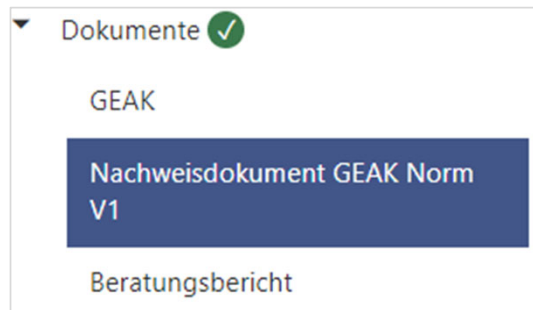 Dokumente
GEAK
Nachweisdokument GEAK Norm
V1
Beratungsbericht